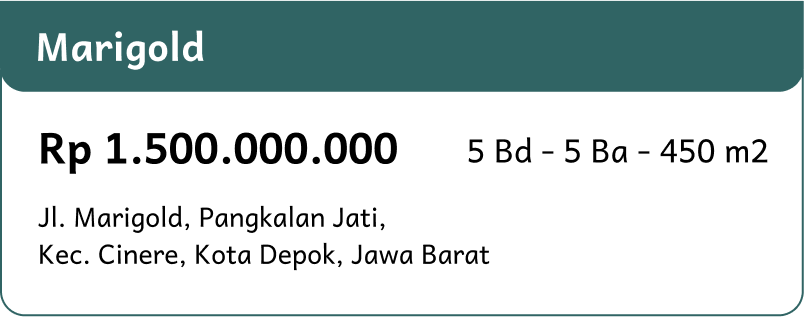 Marigold
Rp 1.500.000.000
5 Bd - 5 Ba - 450 m2
Jl. Marigold, Pangkalan Jati,
Kec. Cinere, Kota Depok, Jawa Barat